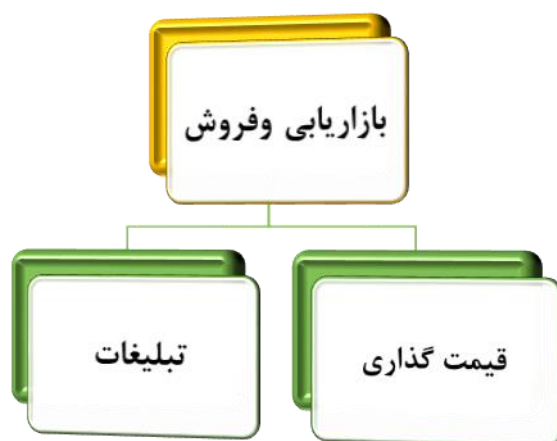 بازاریابی وفروش
قیمت گذاری
تبلیغات